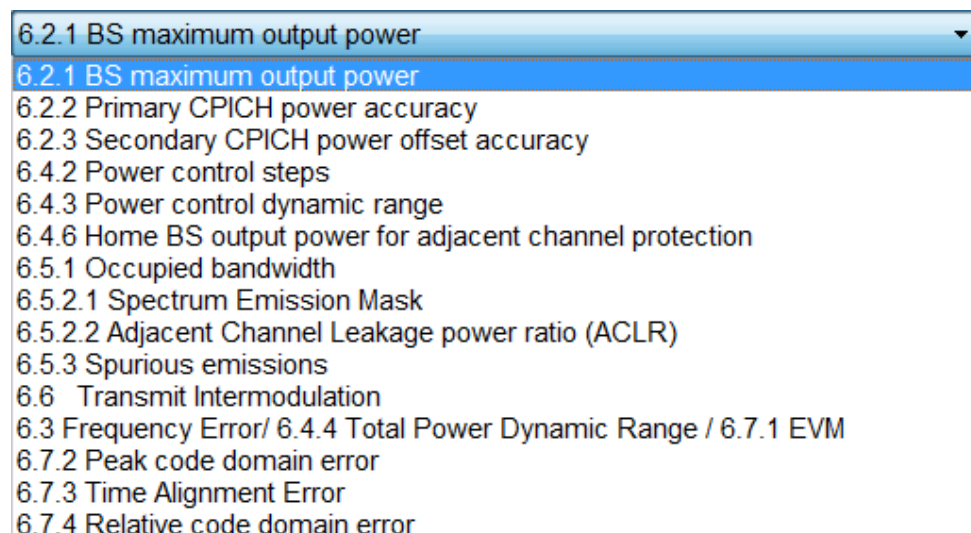 6.2.1 BS maximum output power
6.2.1 BS maximum output power
6.2.2 Primary CPICH power accuracy
6.2.3 Secondary CPICH power offset accuracy
6.4.2 Power control steps
6.4.3 Power control dynamic range
6.4.6 Home BS output power for adjacent channel protection
6.5.1 Occupied bandwidth
6.5.2.1 Spectrum Emission Mask
6.5.2.2 Adjacent Channel Leakage power ratio (ACLR)
6.5.3 Spurious emissions
6.6   Transmit Intermodulation
6.3 Frequency Error/ 6.4.4 Total Power Dynamic Range / 6.7.1 EVM
6.7.2 Peak code domain error
6.7.3 Time Alignment Error
6.7.4 Relative code domain error